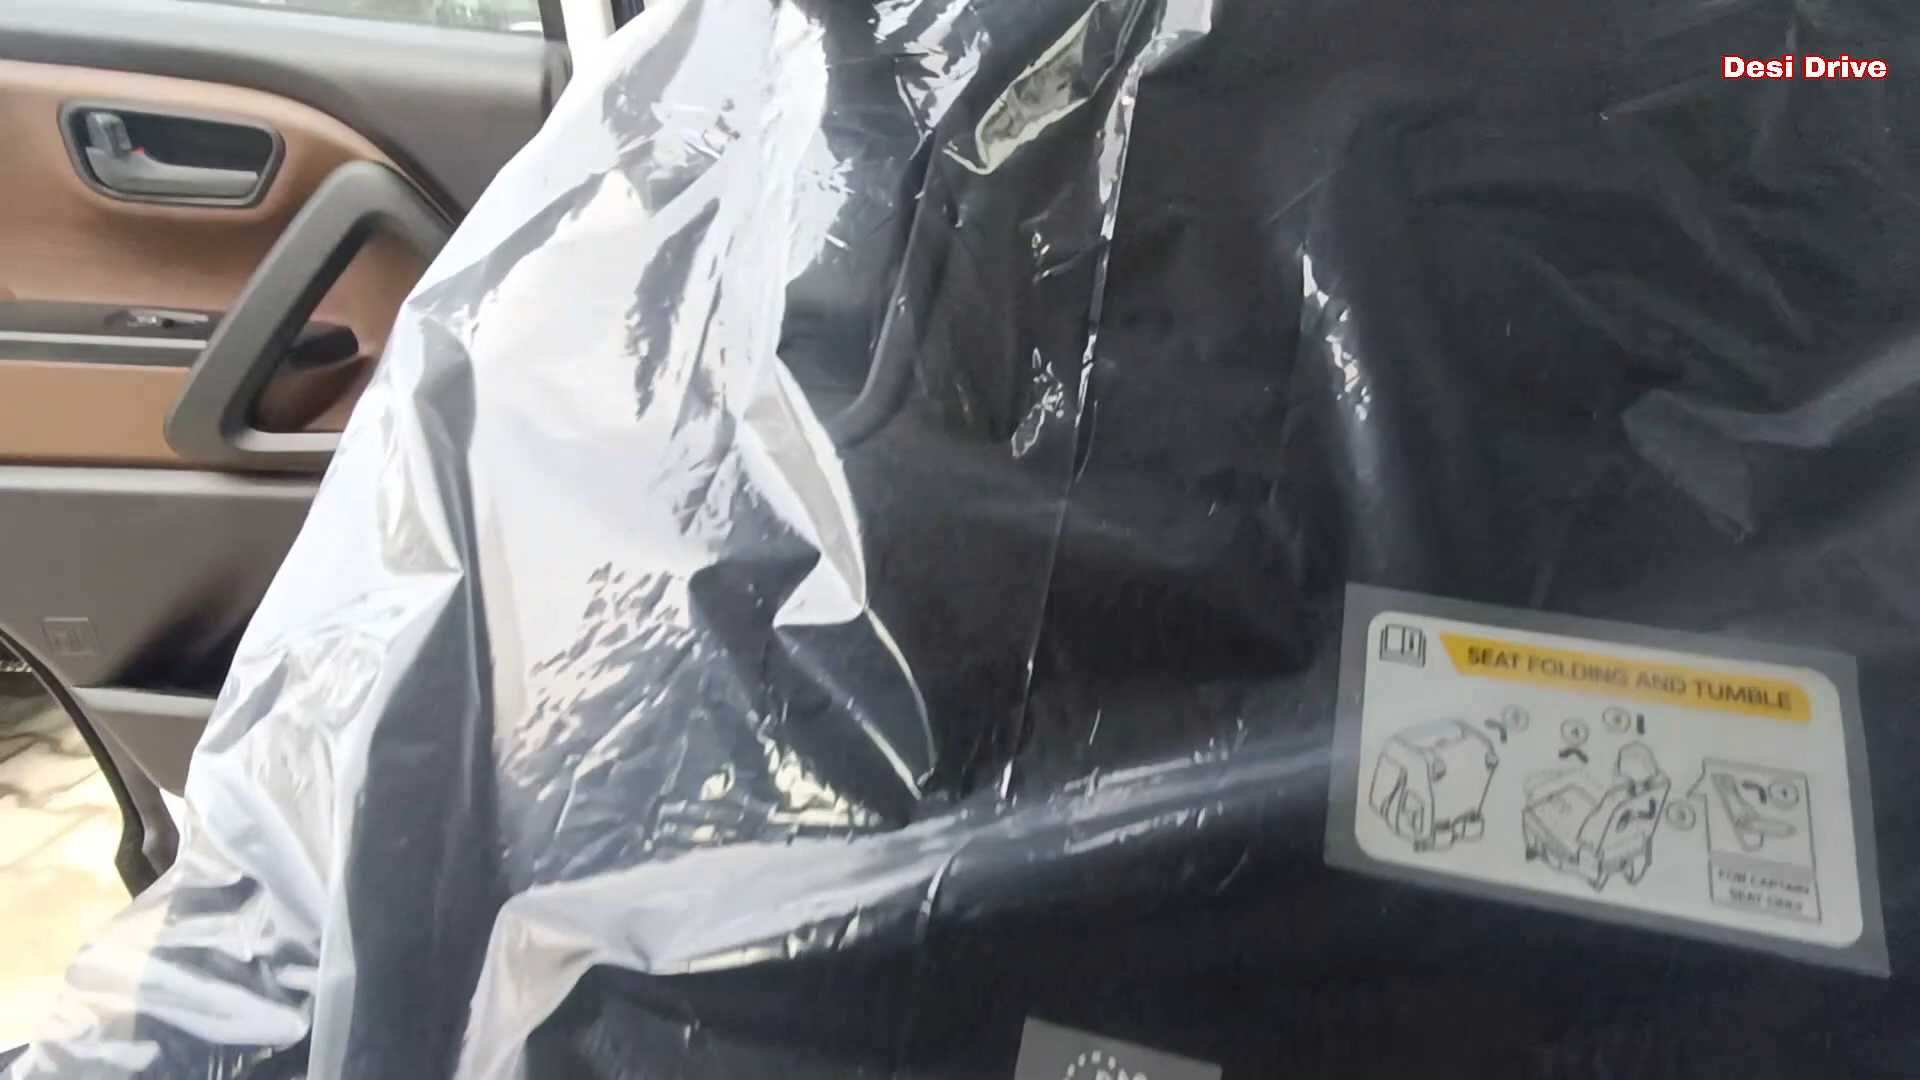 Desi Drive
SEAT FOLDING AND TUMBLE
FOR CAPTAIN
SEAT ONLY